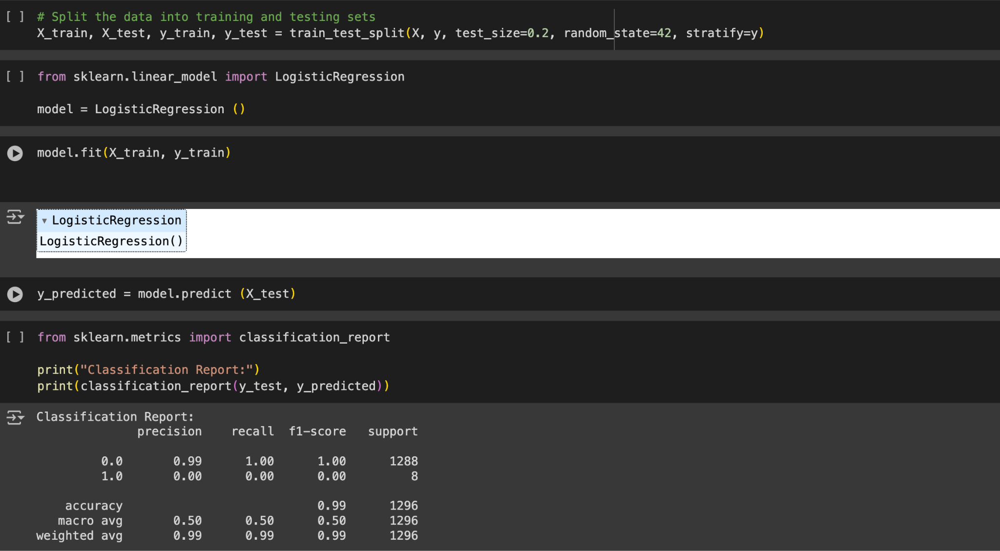 [ ] # Split the data into training and testing sets
X_train, X_test, y_train, y_test = train_test_split(X, y, test_size=0.2, random_state=42, stratify=y)
[ ] from sklearn.linear_model import LogisticRegression
model = LogisticRegression ()
model.fit(X_train, y_train)
▾ LogisticRegression
LogisticRegression()
y_predicted = model.predict (X_test)
[ ] from sklearn.metrics import classification_report
print("Classification Report:")
print(classification_report(y_test, y_predicted))
Classification Report:
precision recall f1-score support
0.0 0.99 1.00 1.00 1288
1.0 0.00 0.00 0.00 8
accuracy 0.99 1296
macro avg 0.50 0.50 0.50 1296
weighted avg 0.99 0.99 0.99 1296